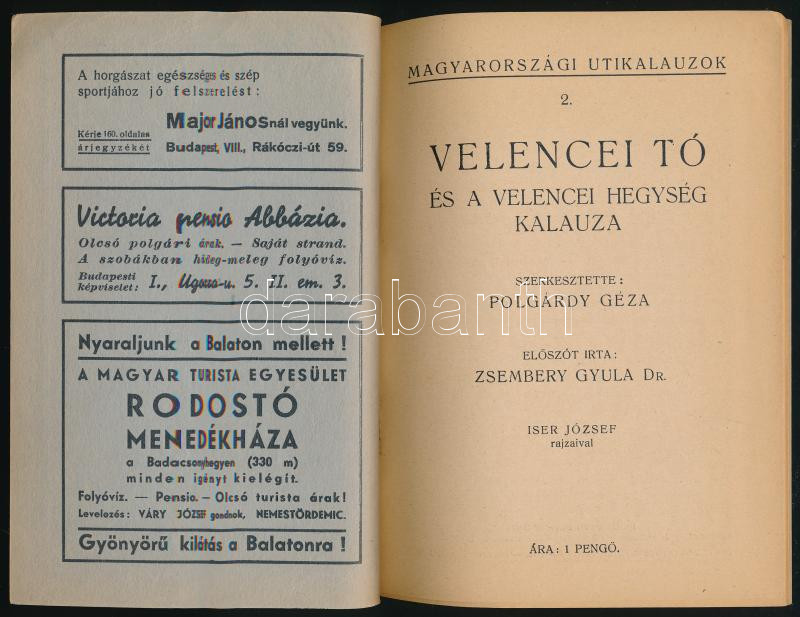 A horgászat egészséges és szép
sportjához jó felszerelést:
Major Jánosnál vegyünk.
Kérje 160. oldalas
árjegyzékét
Budapest, VIII., Rákóczi-út 59.
Victoria pensio Abbázia.
Olcsó polgári árak. — Saját strand.
A szobákban hideg-meleg folyóvíz.
Budapesti
képviselet: I., Ugocsa-u. 5. II. em. 3.
Nyaraljunk a Balaton mellett!
A MAGYAR TURISTA EGYESÜLET
RODOSTÓ
MENEDÉKHÁZA
a Badacsonyhegyen (330 m)
minden igényt kielégít.
Folyóvíz. — Pensio. — Olcsó turista árak!
Levelezés: VÁRY JÓZSEF gondnok, NEMESTÖRDEMIC.
Gyönyörű kilátás a Balatonra!
MAGYARORSZÁGI UTIKALAUZOK
2.
VELENCEI TÓ
ÉS A VELENCEI HEGYSÉG
KALAUZA
SZERKESZTETTE:
POLGÁRDY GÉZA
ELŐSZÓT IRTA:
ZSEMBERY GYULA DR.
ISER JÓZSEF
rajzaival
ÁRA: 1 PENGŐ.
darabanth